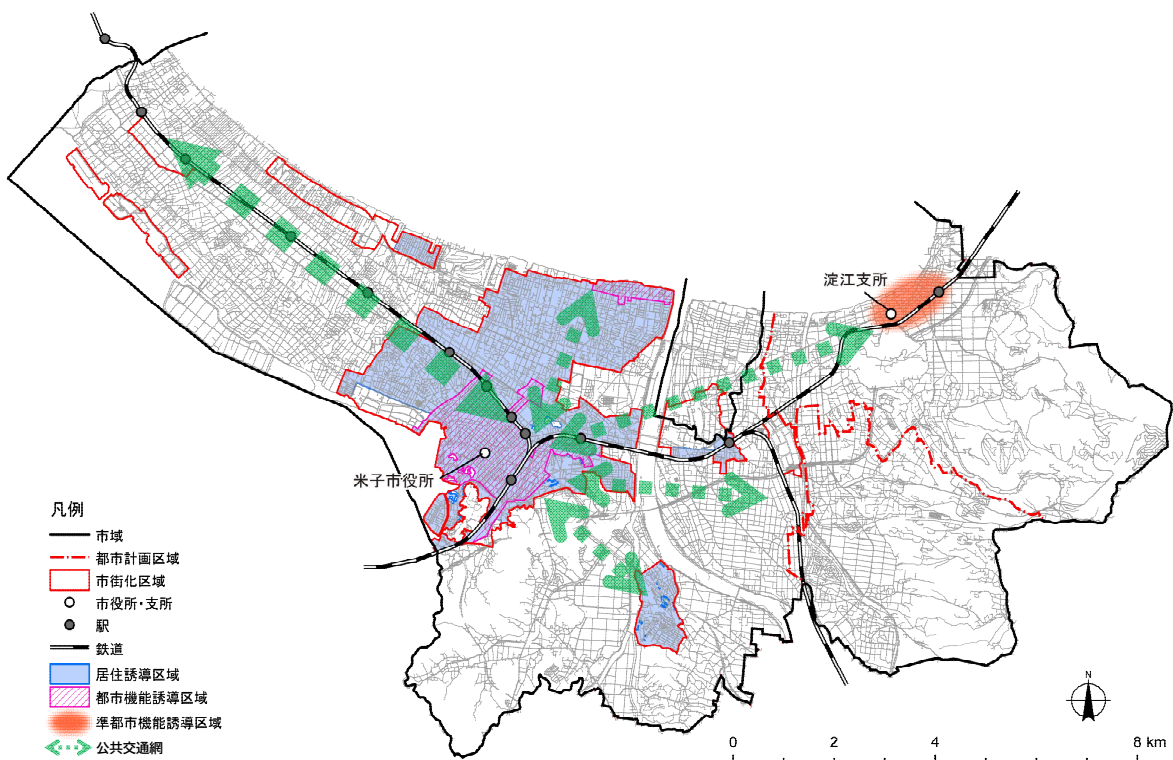 淀江支所
米子市役所
凡例
市域
都市計画区域
市街化区域
市役所・支所
駅
鉄道
居住誘導区域
都市機能誘導区域
準都市機能誘導区域
公共交通網
N
0 2 4 8 km